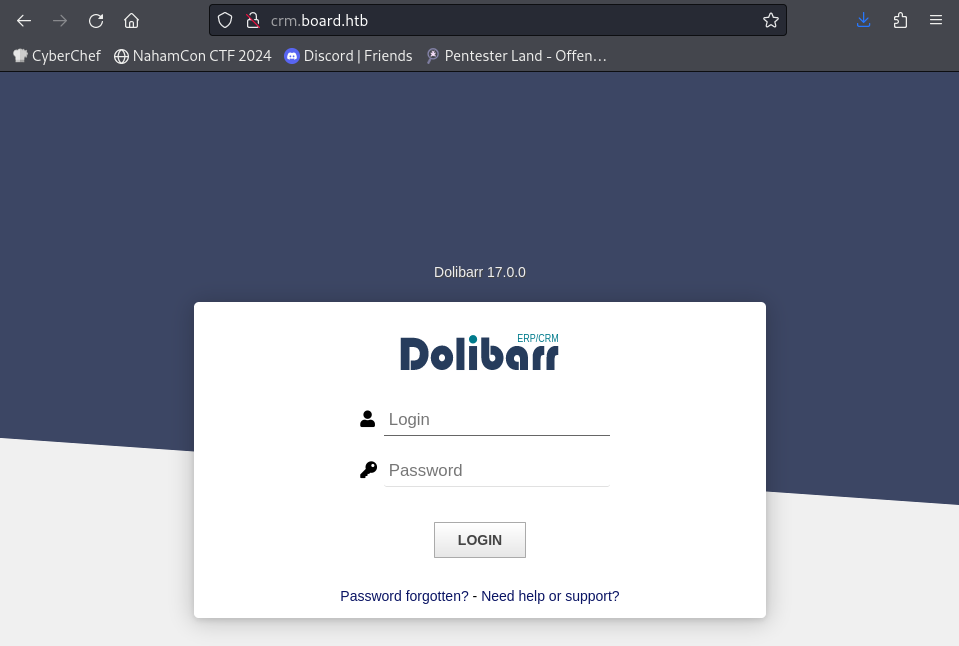 crm.board.htb
CyberChef NahamCon CTF 2024 Discord | Friends Pentester Land - Offen…
Dolibarr 17.0.0
ERP/CRM
Dolibarr
Login
Password
LOGIN
Password forgotten? - Need help or support?